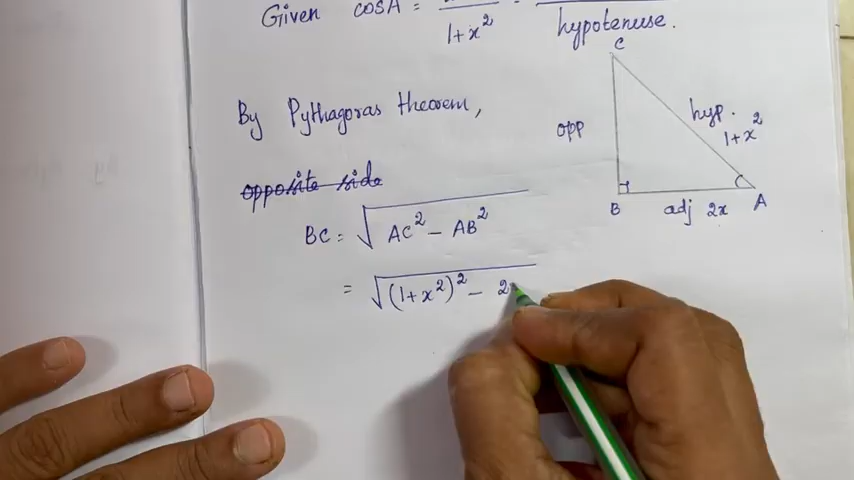 Given cosA = ― = ―
1+x² hypotenuse.
C
By Pythagoras theorem,
opp
hyp.
1+x²
opposite side
B adj 2x A
BC = √AC² − AB²
= √(1+x²)² − 2